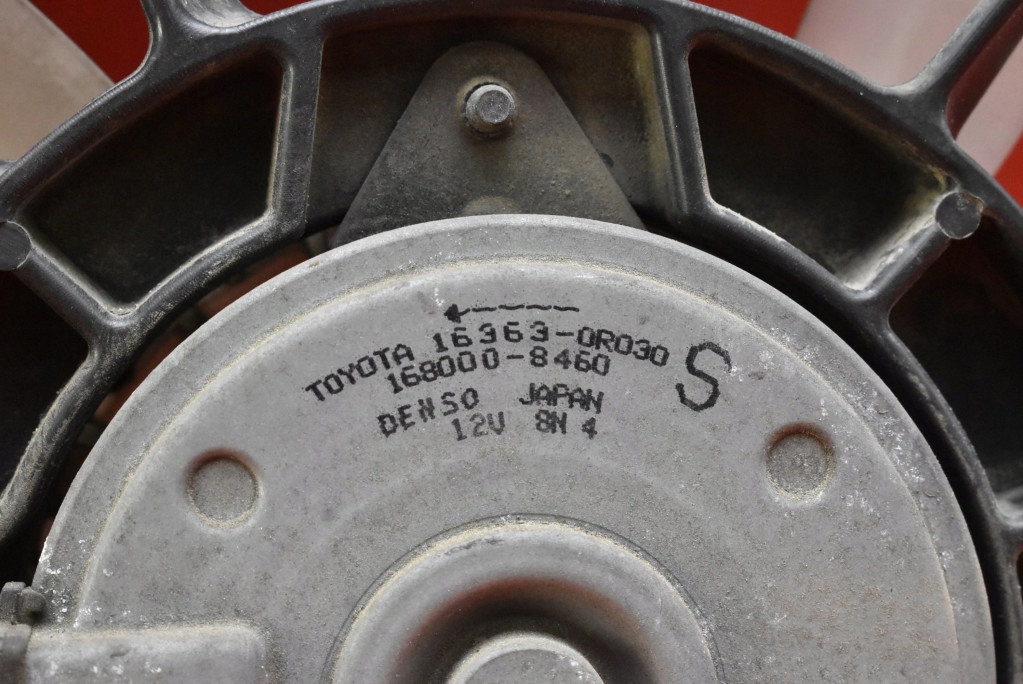 TOYOTA 16363-0R030
168000-8460
DENSO JAPAN
12V 8N 4
S